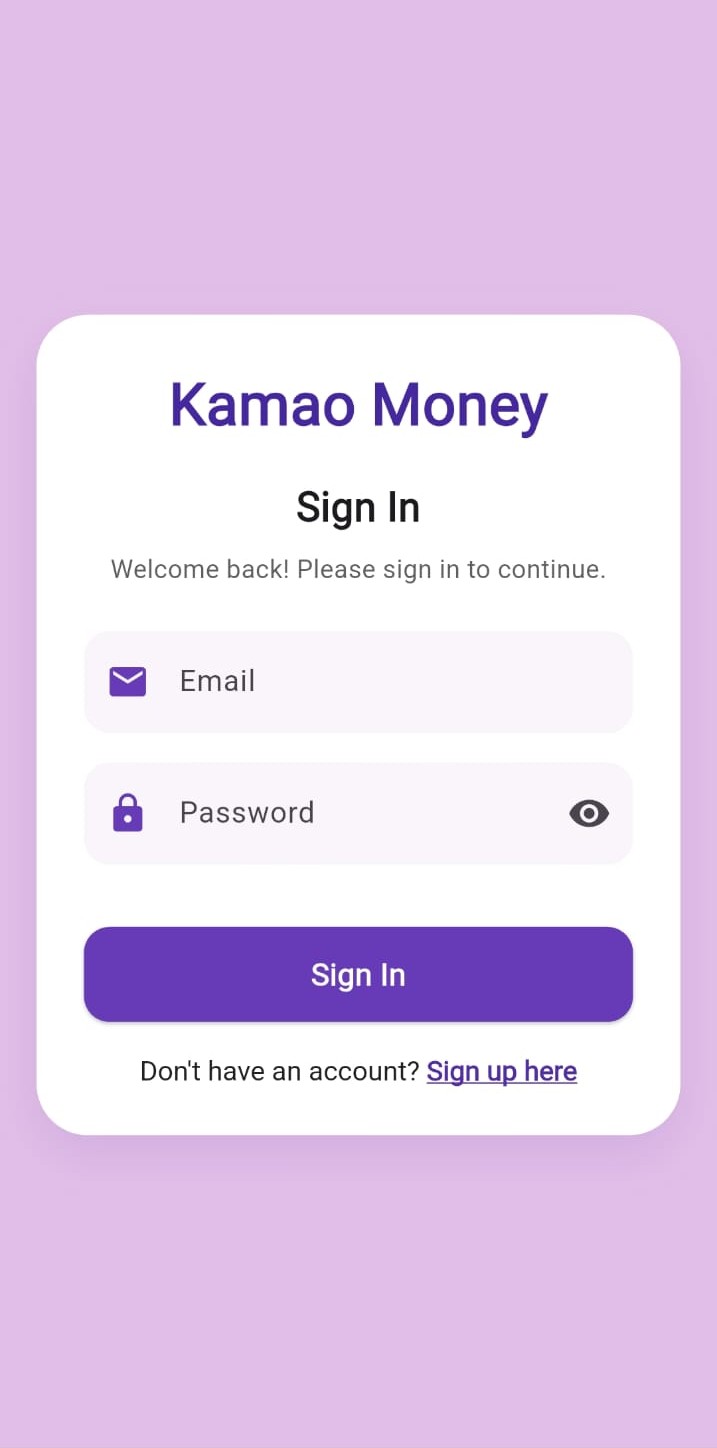 Kamao Money
Sign In
Welcome back! Please sign in to continue.
Email
Password
Sign In
Don't have an account? Sign up here